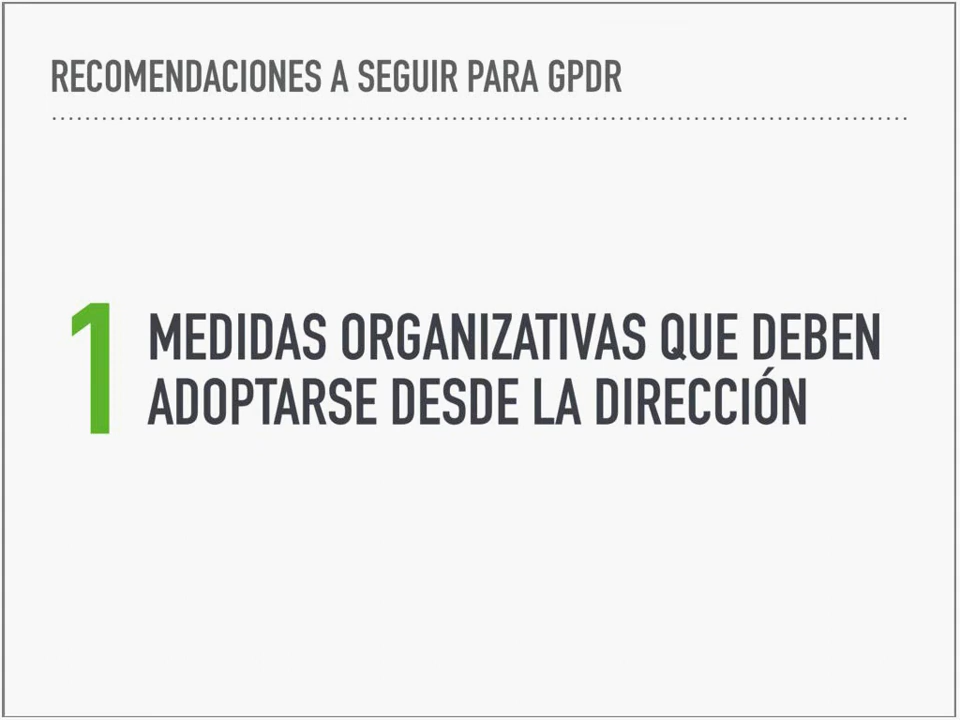 RECOMENDACIONES A SEGUIR PARA GPDR
1 MEDIDAS ORGANIZATIVAS QUE DEBEN
ADOPTARSE DESDE LA DIRECCIÓN